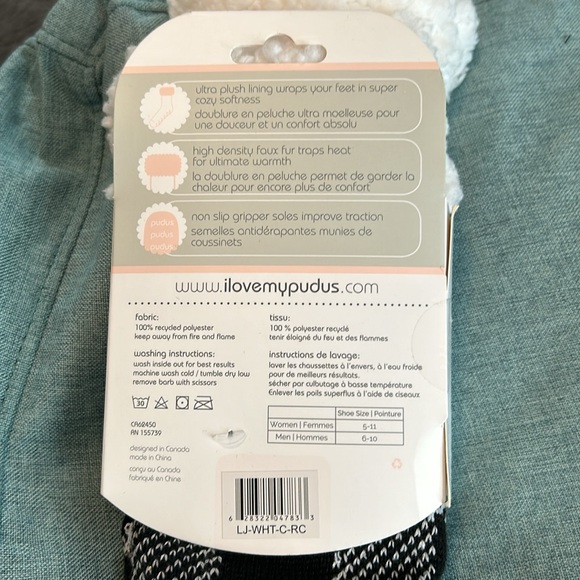 ultra plush lining wraps your feet in super
cozy softness
doublure en peluche ultra moelleuse pour
une douceur et un confort absolu
high density faux fur traps heat
for ultimate warmth
la doublure en peluche permet de garder la
chaleur pour encore plus de confort
pudus
pudus
pudus
non slip gripper soles improve traction
semelles antidérapantes munies de
coussinets
www.ilovemypudus.com
fabric:
100% recycled polyester
keep away from fire and flame
washing instructions:
wash inside out for best results
machine wash cold / tumble dry low
remove barb with scissors
30
CA62450
RN 155739
designed in Canada
made in China
conçu au Canada
fabriqué en Chine
tissu:
100 % polyester recyclé
tenir éloigné du feu et des flammes
instructions de lavage:
laver les chaussettes à l'envers, à l'eau froide
pour de meilleurs résultats.
sécher par culbutage à basse température
Enlever les poils superflus à l'aide de ciseaux
Shoe Size | Pointure
Women | Femmes 5-11
Men | Hommes 6-10
6 26322 04783 3
LJ-WHT-C-RC